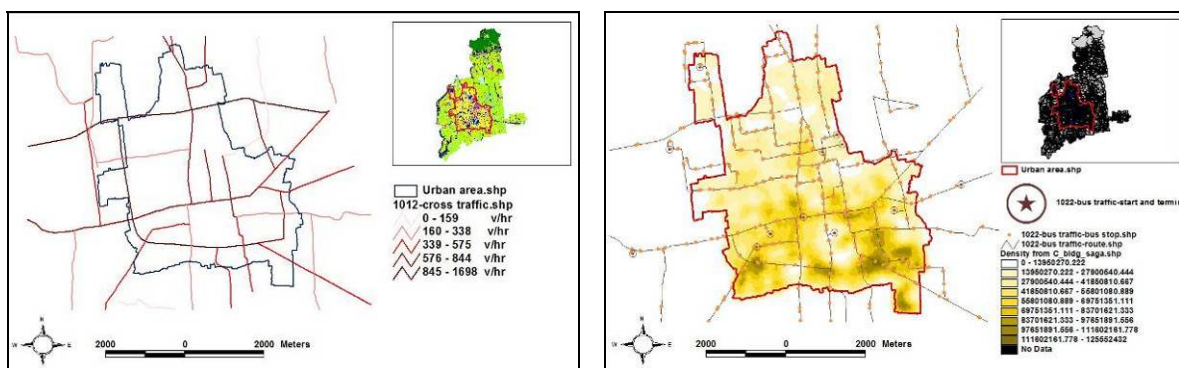 Urban area.shp
1012-cross traffic.shp
0 - 159 v/hr
160 - 338 v/hr
339 - 575 v/hr
576 - 844 v/hr
845 - 1698 v/hr
N
W E
S
2000 0 2000 Meters
Urban area.shp
1022-bus traffic-start and termin
1022-bus traffic-bus stop.shp
1022-bus traffic-route.shp
Density from C_bldg_saga.shp
0 - 13950270.222
13950270.222 - 27900540.444
27900540.444 - 41850810.667
41850810.667 - 55801080.889
55801080.889 - 69751351.111
69751351.111 - 83701621.333
83701621.333 - 97651891.556
97651891.556 - 111602161.778
111602161.778 - 125552432
No Data
N
W E
S
2000 0 2000 Meters